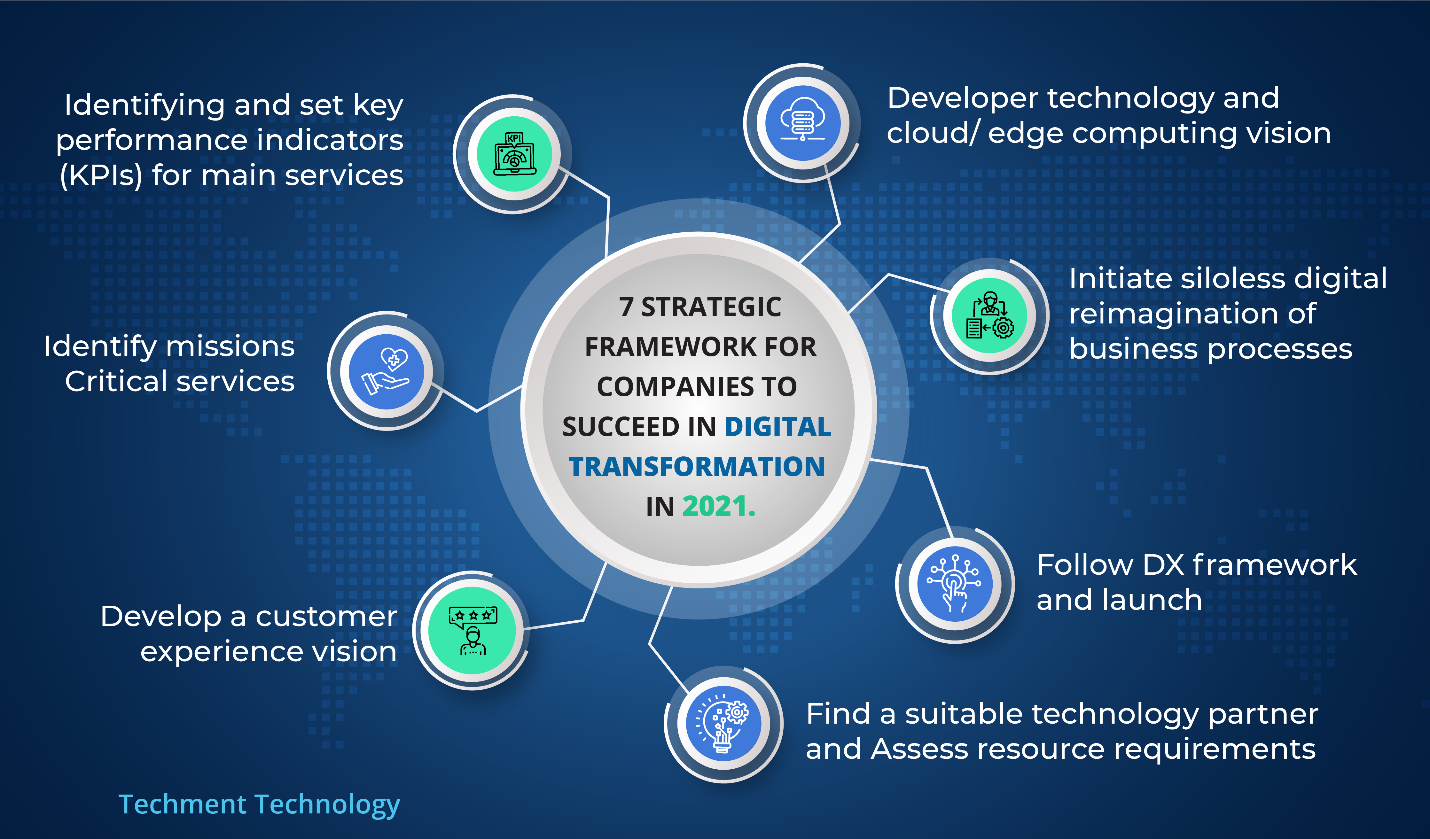 Identifying and set key
performance indicators
(KPIs) for main services
KPI
Developer technology and
cloud/ edge computing vision
Initiate siloless digital
reimagination of
business processes
7 STRATEGIC
FRAMEWORK FOR
COMPANIES TO
SUCCEED IN DIGITAL
TRANSFORMATION
IN 2021.
Identify missions
Critical services
Follow DX framework
and launch
Develop a customer
experience vision
Find a suitable technology partner
and Assess resource requirements
Techment Technology